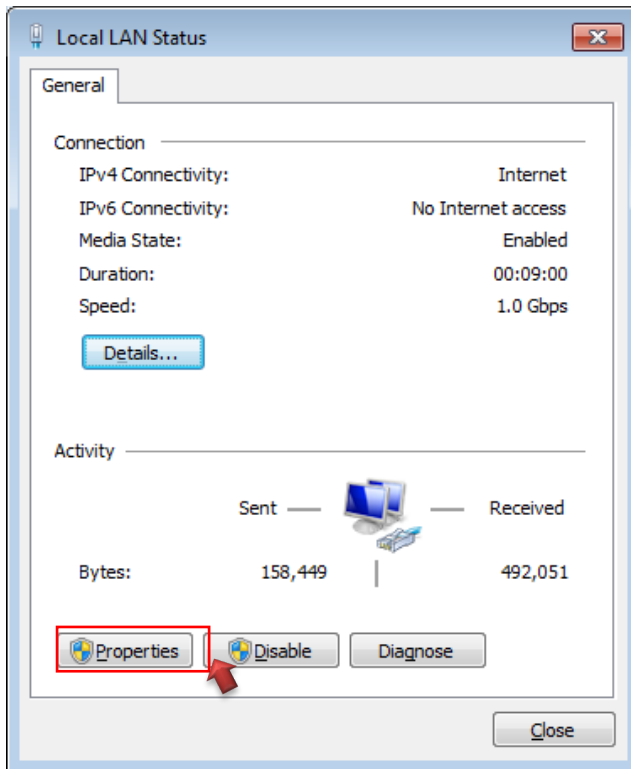 Local LAN Status
General
Connection
IPv4 Connectivity: Internet
IPv6 Connectivity: No Internet access
Media State: Enabled
Duration: 00:09:00
Speed: 1.0 Gbps
Details...
Activity
Sent Received
Bytes: 158,449 492,051
Properties Disable Diagnose
Close